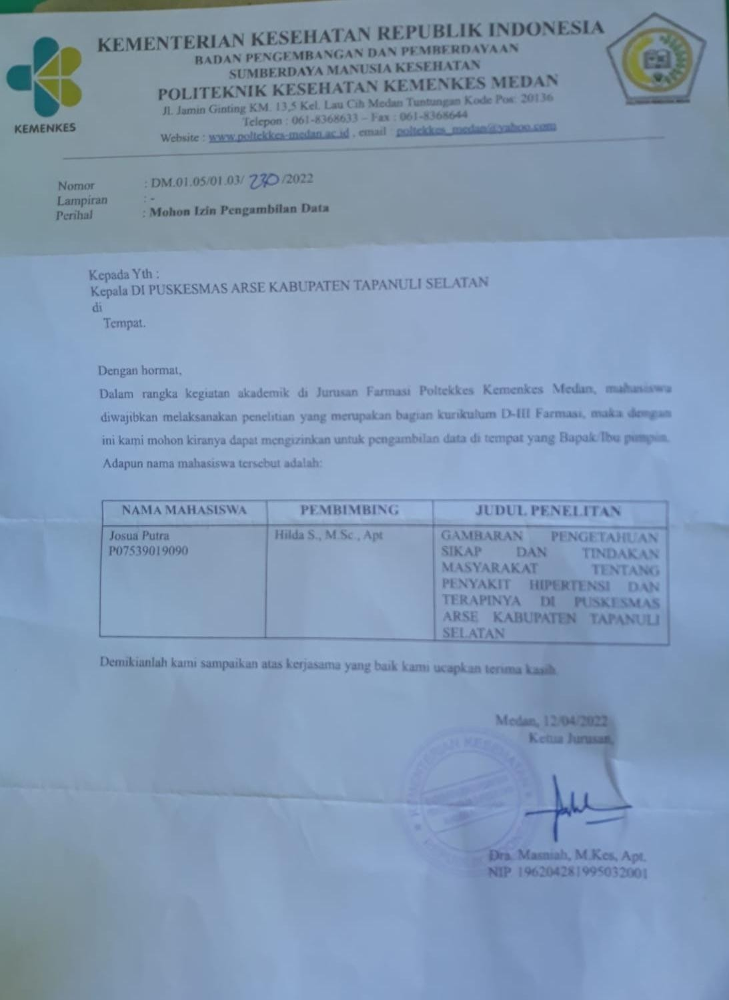 KEMENKES
KEMENTERIAN KESEHATAN REPUBLIK INDONESIA
BADAN PENGEMBANGAN DAN PEMBERDAYAAN
SUMBERDAYA MANUSIA KESEHATAN
POLITEKNIK KESEHATAN KEMENKES MEDAN
Jl. Jamin Ginting KM. 13,5 Kel. Lau Cih Medan Tuntungan Kode Pos: 20136
Telepon : 061-8368633 – Fax : 061-8368644
Website : www.poltekkes-medan.ac.id , email : poltekkes_medan@yahoo.com
Nomor : DM.01.05/01.03/ 230 /2022
Lampiran : -
Perihal : Mohon Izin Pengambilan Data
Kepada Yth :
Kepala DI PUSKESMAS ARSE KABUPATEN TAPANULI SELATAN
di
Tempat.
Dengan hormat,
Dalam rangka kegiatan akademik di Jurusan Farmasi Poltekkes Kemenkes Medan, mahasiswa
diwajibkan melaksanakan penelitian yang merupakan bagian kurikulum D-III Farmasi, maka dengan
ini kami mohon kiranya dapat mengizinkan untuk pengambilan data di tempat yang Bapak/Ibu pimpin.
Adapun nama mahasiswa tersebut adalah:
NAMA MAHASISWA PEMBIMBING JUDUL PENELITAN
Josua Putra Hilda S., M.Sc., Apt GAMBARAN PENGETAHUAN
P07539019090 SIKAP DAN TINDAKAN
MASYARAKAT TENTANG
PENYAKIT HIPERTENSI DAN
TERAPINYA DI PUSKESMAS
ARSE KABUPATEN TAPANULI
SELATAN
Demikianlah kami sampaikan atas kerjasama yang baik kami ucapkan terima kasih.
Medan, 12/04/2022
Ketua Jurusan,
KEMENTERIAN KESEHATAN
Dra. Masniah, M.Kes, Apt.
NIP. 196204281995032001